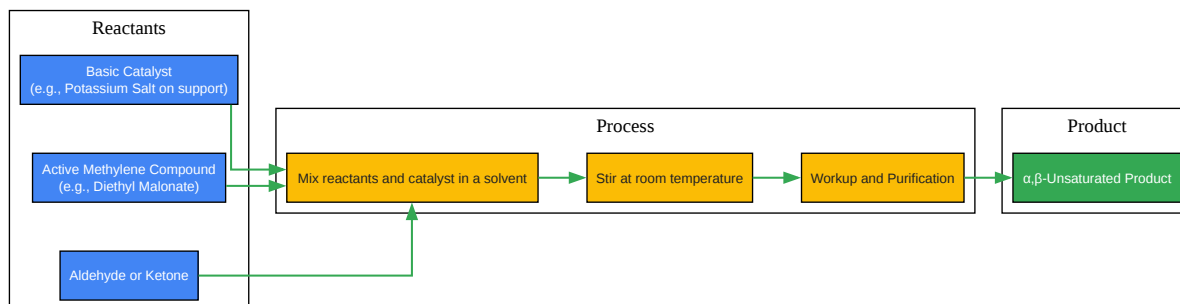 Reactants
Basic Catalyst
(e.g., Potassium Salt on support)
Active Methylene Compound
(e.g., Diethyl Malonate)
Aldehyde or Ketone
Process
Mix reactants and catalyst in a solvent
Stir at room temperature
Workup and Purification
Product
α,β-Unsaturated Product